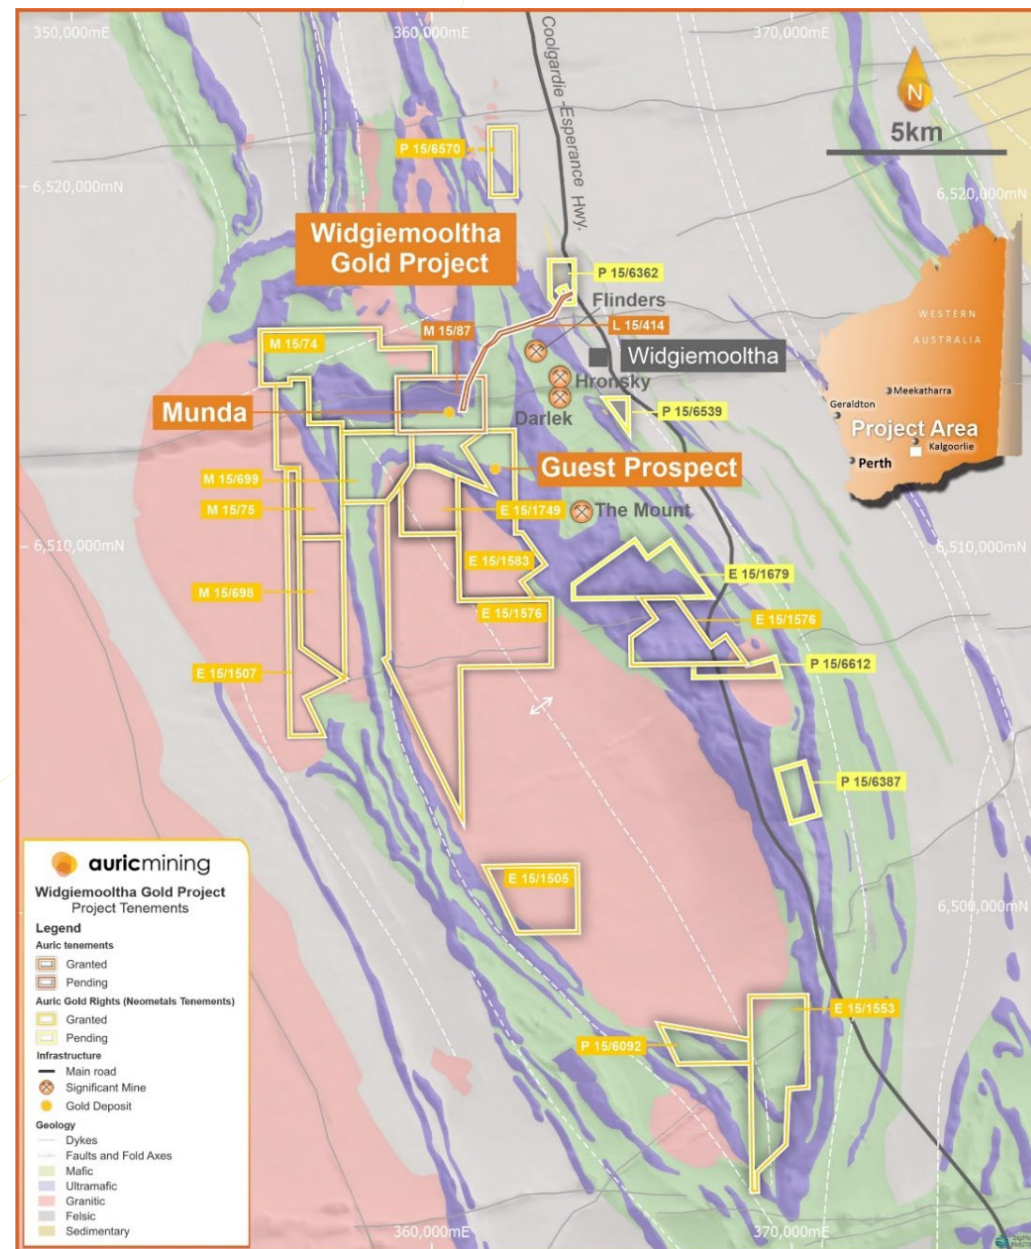 350,000mE
360,000mE
370,000mE
Coolgardie -Esperance Hwy.
N
5km
P 15/6570
6,520,000mN
6,520,000mN
Widgiemooltha
Gold Project
P 15/6362
Flinders
M 15/87
L 15/414
M 15/74
Widgiemooltha
Hronsky
Darlek
Munda
P 15/6539
WESTERN
AUSTRALIA
Meekatharra
Geraldton
Project Area
Kalgoorlie
Perth
Guest Prospect
M 15/699
M 15/75
E 15/1749
The Mount
6,510,000mN
6,510,000mN
E 15/1583
E 15/1679
M 15/698
E 15/1576
E 15/1576
E 15/1507
P 15/6612
P 15/6387
E 15/1505
6,500,000mN
E 15/1553
P 15/6092
auricmining
Widgiemooltha Gold Project
Project Tenements
Legend
Auric tenements
Granted
Pending
Auric Gold Rights (Neometals Tenements)
Granted
Pending
Infrastructure
Main road
Significant Mine
Gold Deposit
Geology
Dykes
Faults and Fold Axes
Mafic
Ultramafic
Granitic
Felsic
Sedimentary
360,000mE
370,000mE